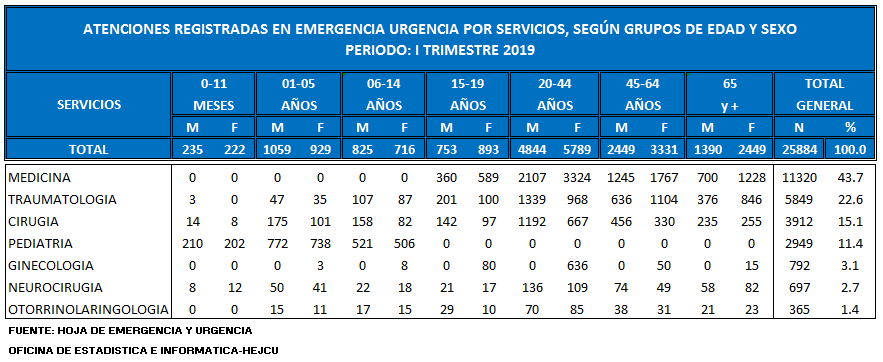 ATENCIONES REGISTRADAS EN EMERGENCIA URGENCIA POR SERVICIOS, SEGÚN GRUPOS DE EDAD Y SEXO
PERIODO: I TRIMESTRE 2019
SERVICIOS 0-11 MESES 01-05 AÑOS 06-14 AÑOS 15-19 AÑOS 20-44 AÑOS 45-64 AÑOS 65 y + TOTAL GENERAL
M F M F M F M F M F M F M F N %
TOTAL 235 222 1059 929 825 716 753 893 4844 5789 2449 3331 1390 2449 25884 100.0
MEDICINA 0 0 0 0 0 0 360 589 2107 3324 1245 1767 700 1228 11320 43.7
TRAUMATOLOGIA 3 0 47 35 107 87 201 100 1339 968 636 1104 376 846 5849 22.6
CIRUGIA 14 8 175 101 158 82 142 97 1192 667 456 330 235 255 3912 15.1
PEDIATRIA 210 202 772 738 521 506 0 0 0 0 0 0 0 0 2949 11.4
GINECOLOGIA 0 0 0 3 0 8 0 80 0 636 0 50 0 15 792 3.1
NEUROCIRUGIA 8 12 50 41 22 18 21 17 136 109 74 49 58 82 697 2.7
OTORRINOLARINGOLOGIA 0 0 15 11 17 15 29 10 70 85 38 31 21 23 365 1.4
FUENTE: HOJA DE EMERGENCIA Y URGENCIA
OFICINA DE ESTADISTICA E INFORMATICA-HEJCU